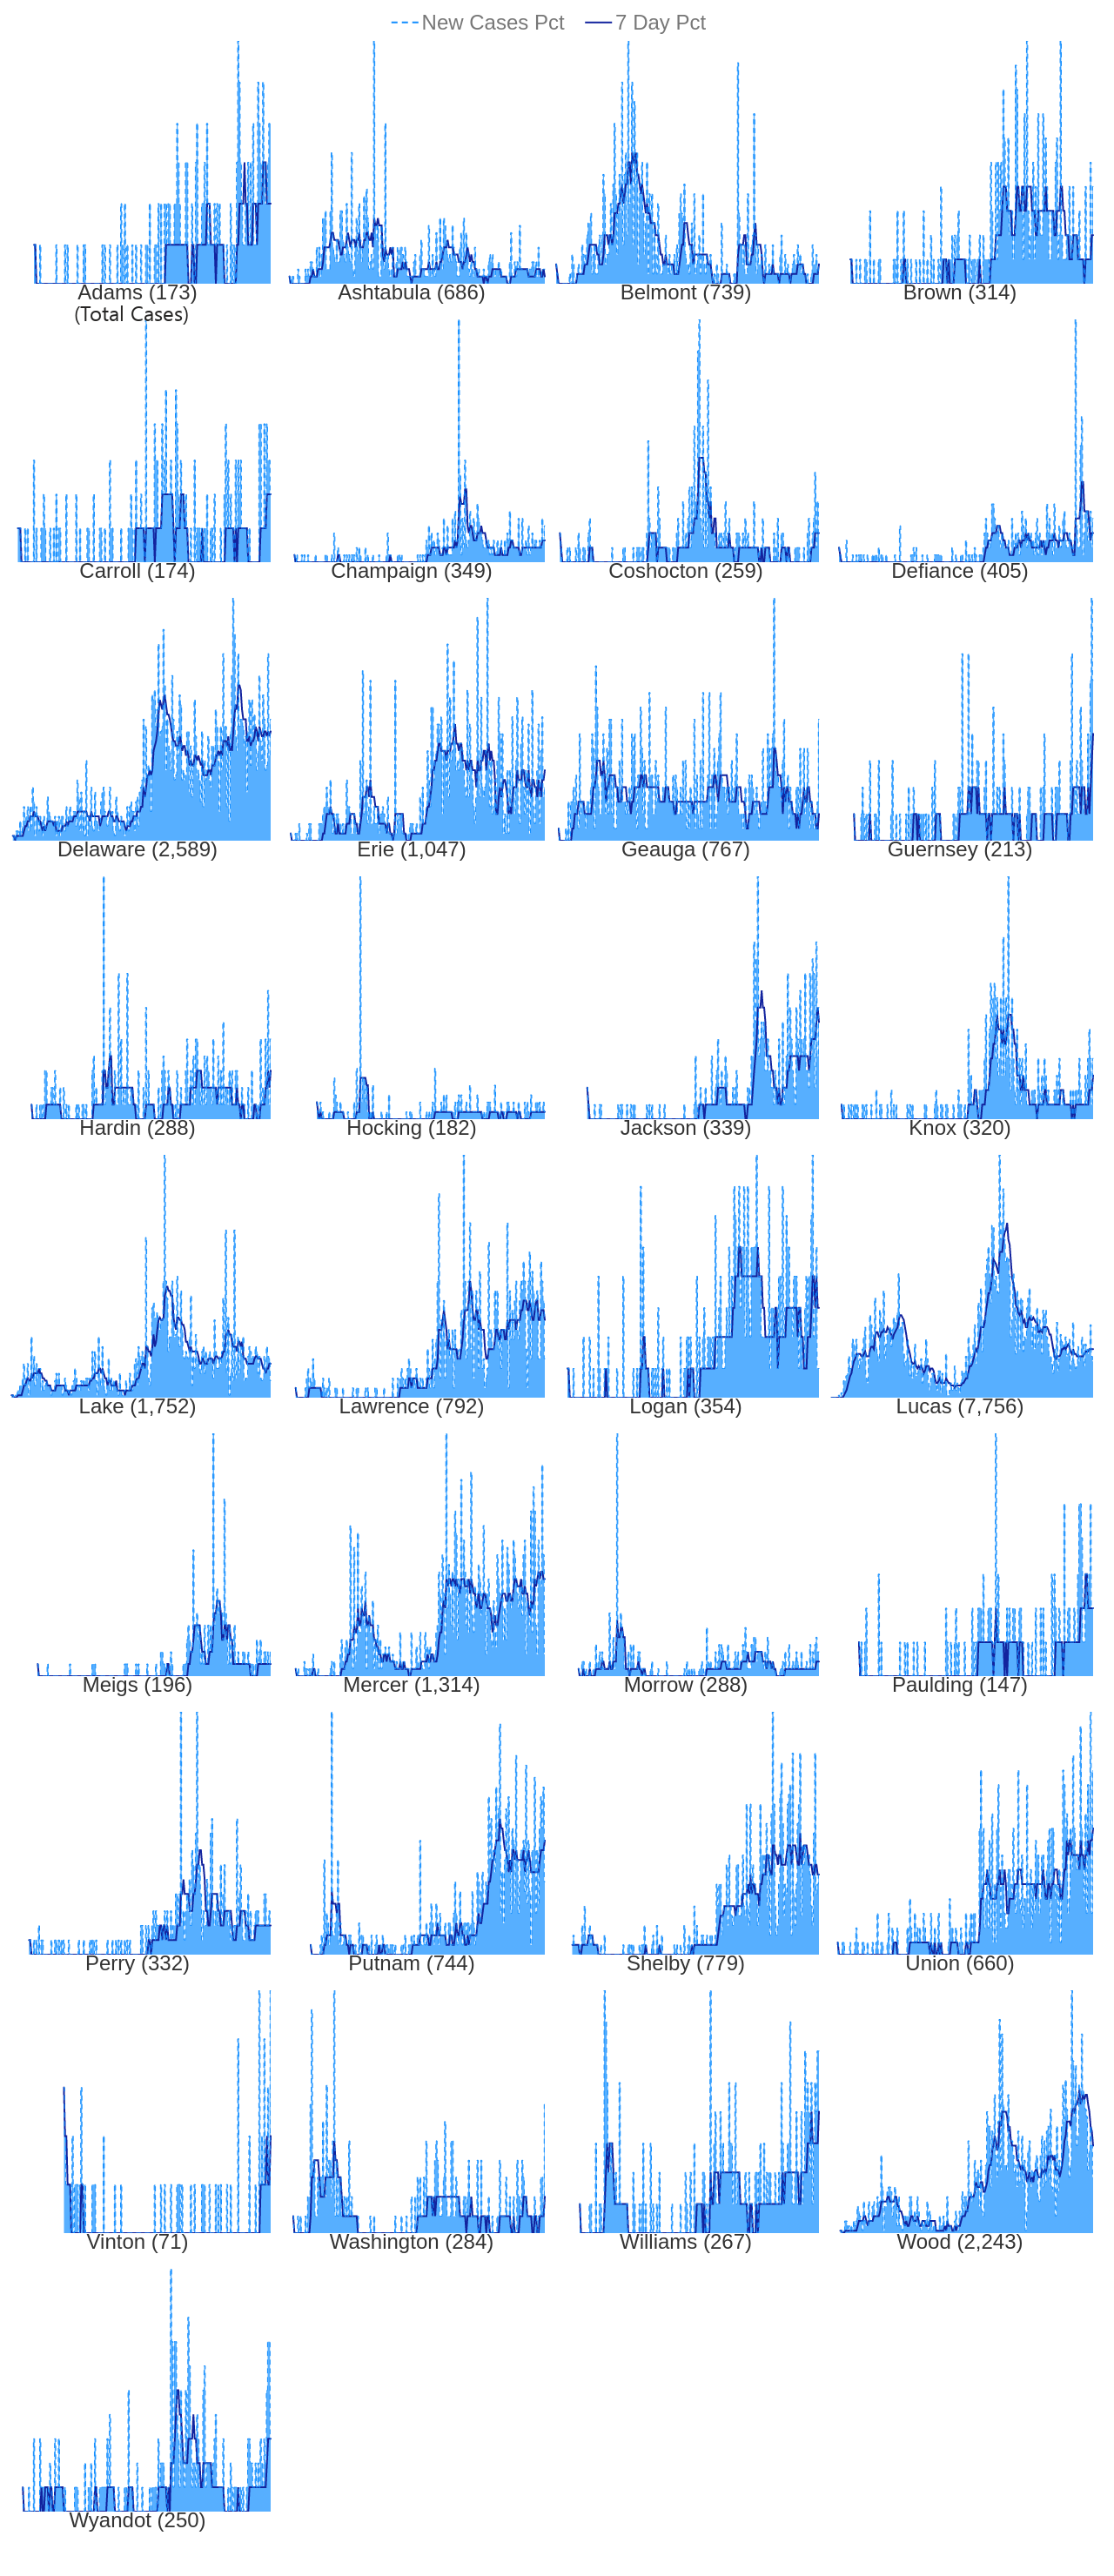 New Cases Pct 7 Day Pct
Adams (173) Ashtabula (686) Belmont (739) Brown (314)
(Total Cases)
Carroll (174) Champaign (349) Coshocton (259) Defiance (405)
Delaware (2,589) Erie (1,047) Geauga (767) Guernsey (213)
Hardin (288) Hocking (182) Jackson (339) Knox (320)
Lake (1,752) Lawrence (792) Logan (354) Lucas (7,756)
Meigs (196) Mercer (1,314) Morrow (288) Paulding (147)
Perry (332) Putnam (744) Shelby (779) Union (660)
Vinton (71) Washington (284) Williams (267) Wood (2,243)
Wyandot (250)